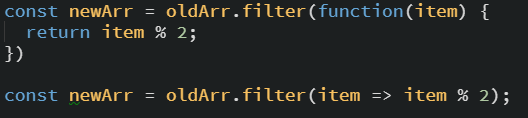 const newArr = oldArr.filter(function(item) {
  return item % 2;
})
const newArr = oldArr.filter(item => item % 2);